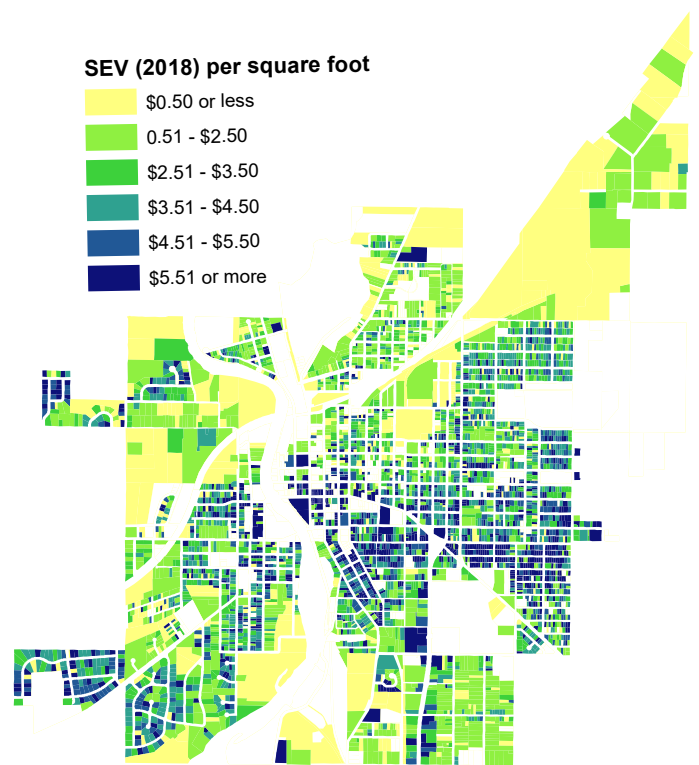 SEV (2018) per square foot
$0.50 or less
0.51 - $2.50
$2.51 - $3.50
$3.51 - $4.50
$4.51 - $5.50
$5.51 or more